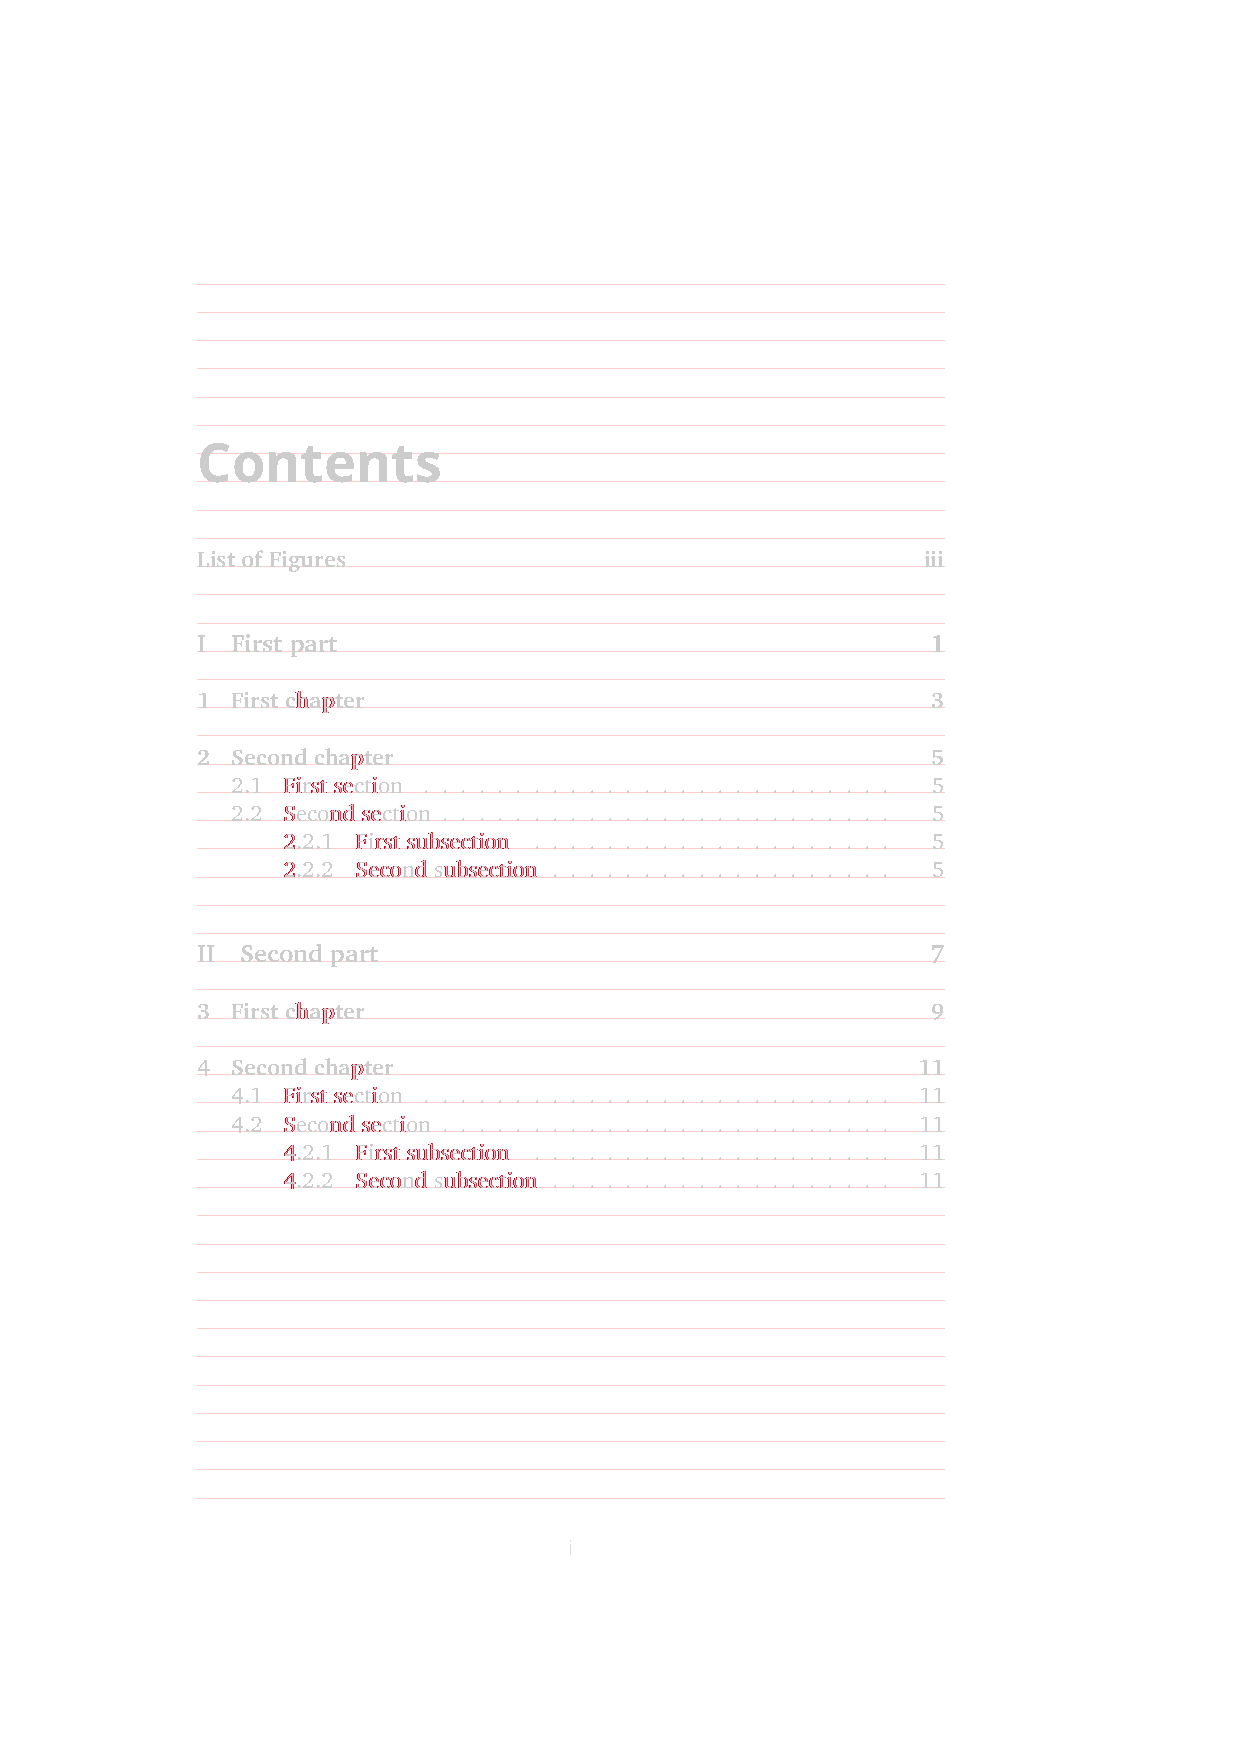 Contents
List of Figures iii
I First part 1
1 First chapter 3
2 Second chapter 5
2.1 First section . . . . . . . . . . . . . . . . . . . . . . . . . . 5
2.2 Second section . . . . . . . . . . . . . . . . . . . . . . . . . 5
2.2.1 First subsection . . . . . . . . . . . . . . . . . . . . 5
2.2.2 Second subsection . . . . . . . . . . . . . . . . . . . 5
II Second part 7
3 First chapter 9
4 Second chapter 11
4.1 First section . . . . . . . . . . . . . . . . . . . . . . . . . . 11
4.2 Second section . . . . . . . . . . . . . . . . . . . . . . . . . 11
4.2.1 First subsection . . . . . . . . . . . . . . . . . . . . 11
4.2.2 Second subsection . . . . . . . . . . . . . . . . . . . 11
i